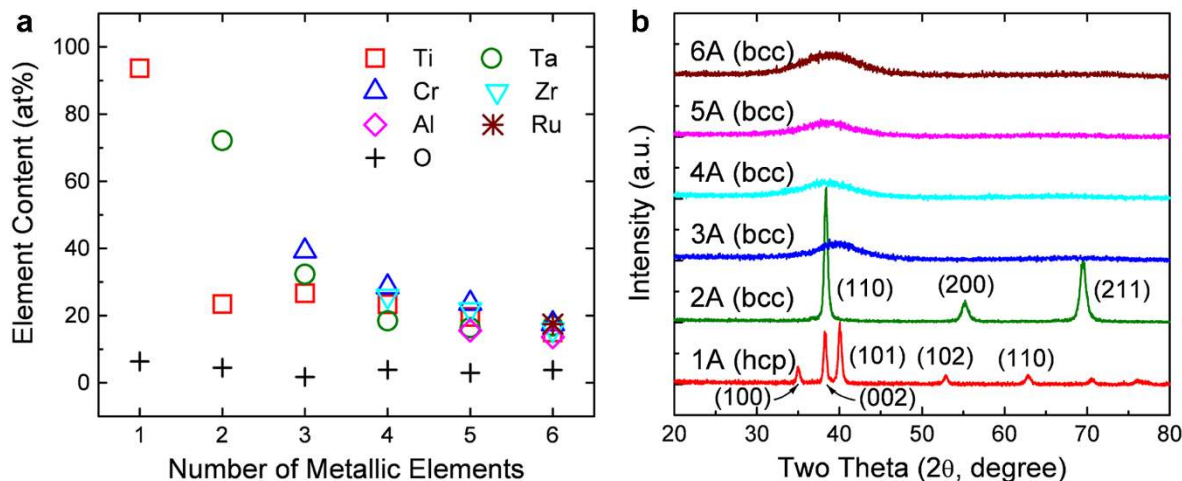 a
Element Content (at%)
100
80
60
40
20
0
Ti
Ta
Cr
Zr
Al
Ru
O
1 2 3 4 5 6
Number of Metallic Elements
b
Intensity (a.u.)
6A (bcc)
5A (bcc)
4A (bcc)
3A (bcc)
2A (bcc)
(110)
(200)
(211)
1A (hcp)
(100)
(002)
(101)
(102)
(110)
20 30 40 50 60 70 80
Two Theta (2θ, degree)